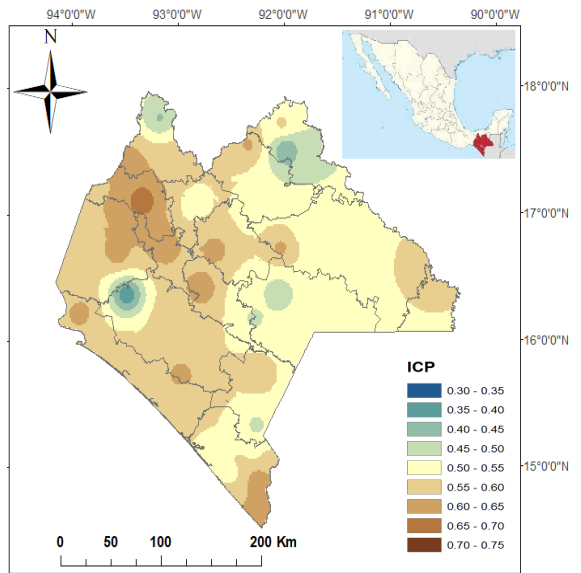 94°0'0"W 93°0'0"W 92°0'0"W 91°0'0"W 90°0'0"W
N
18°0'0"N
17°0'0"N
16°0'0"N
15°0'0"N
ICP
0.30 - 0.35
0.35 - 0.40
0.40 - 0.45
0.45 - 0.50
0.50 - 0.55
0.55 - 0.60
0.60 - 0.65
0.65 - 0.70
0.70 - 0.75
0 50 100 200 Km